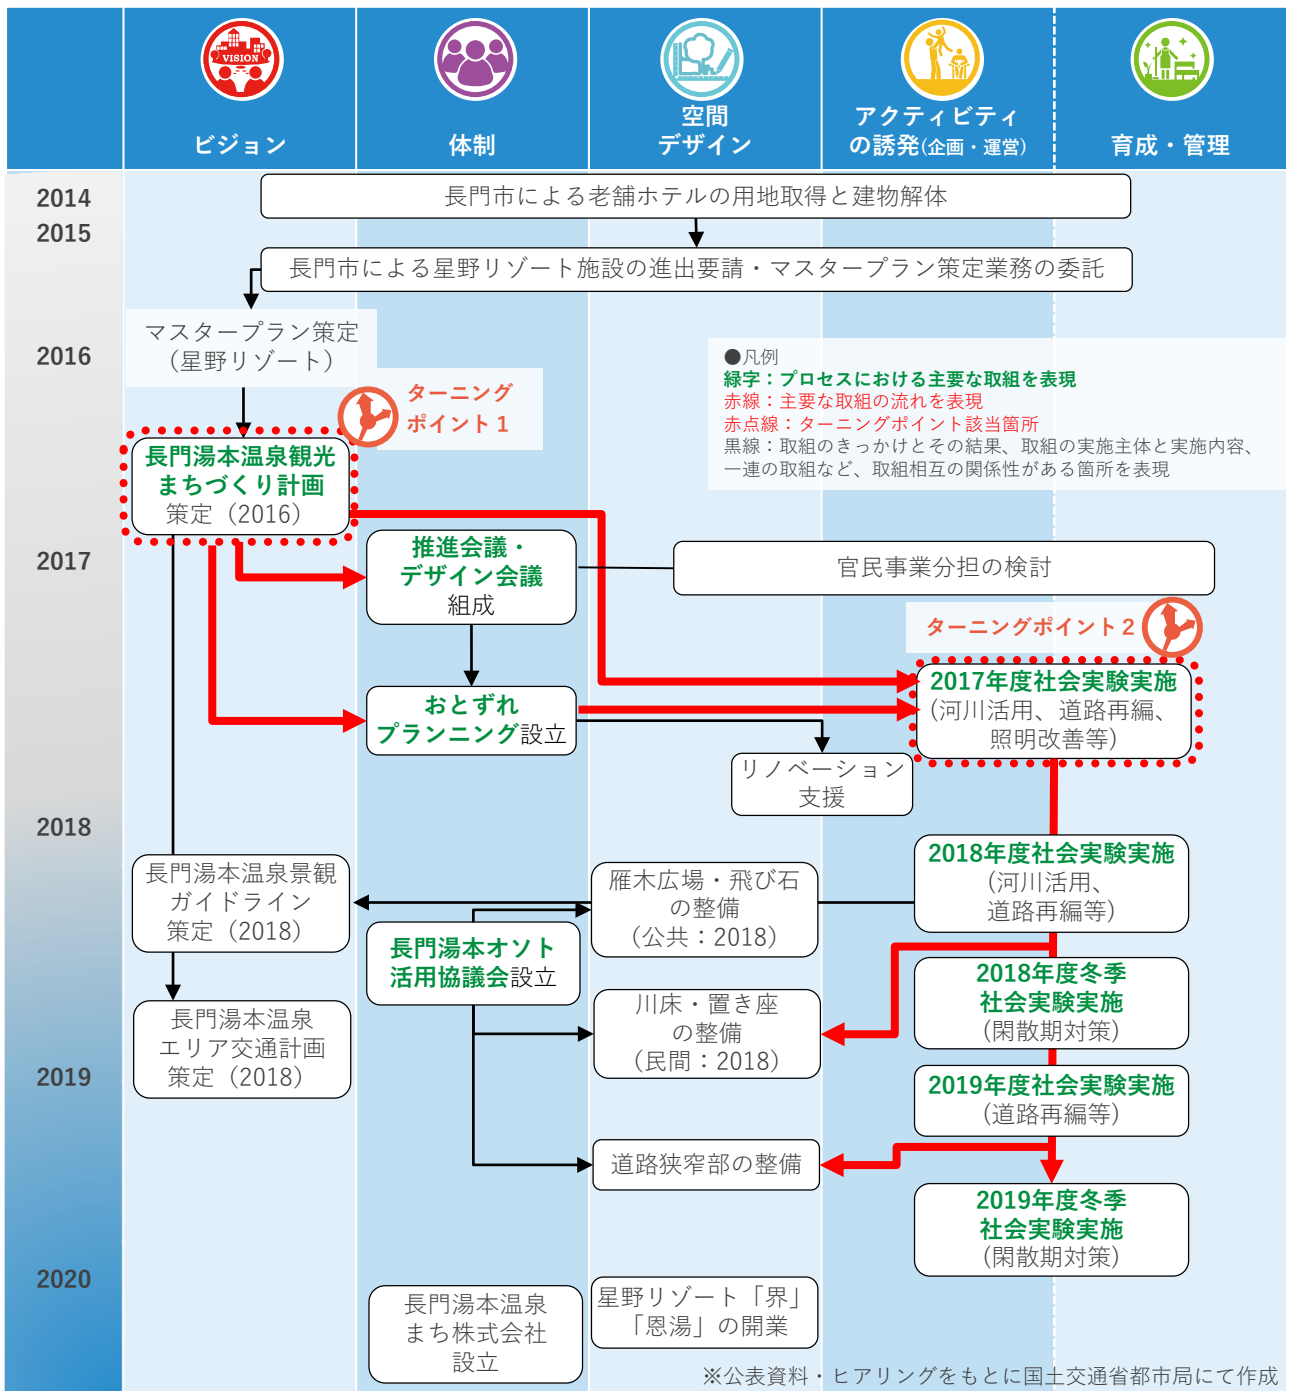 VISION
ビジョン
体制
空間
デザイン
アクティビティ
の誘発(企画・運営)
育成・管理
2014
長門市による老舗ホテルの用地取得と建物解体
2015
長門市による星野リゾート施設の進出要請・マスタープラン策定業務の委託
マスタープラン策定
（星野リゾート）
2016
●凡例
緑字：プロセスにおける主要な取組を表現
赤線：主要な取組の流れを表現
赤点線：ターニングポイント該当箇所
黒線：取組のきっかけとその結果、取組の実施主体と実施内容、
一連の取組など、取組相互の関係性がある箇所を表現
ターニング
ポイント１
長門湯本温泉観光
まちづくり計画
策定（2016）
2017
推進会議・
デザイン会議
組成
官民事業分担の検討
ターニングポイント２
2017年度社会実験実施
(河川活用、道路再編、
照明改善等)
おとずれ
プランニング設立
リノベーション
支援
2018
長門湯本温泉景観
ガイドライン
策定（2018）
雁木広場・飛び石
の整備
（公共：2018）
2018年度社会実験実施
(河川活用、
道路再編等)
長門湯本オソト
活用協議会設立
2018年度冬季
社会実験実施
(閑散期対策)
川床・置き座
の整備
（民間：2018）
長門湯本温泉
エリア交通計画
策定（2018）
2019
2019年度社会実験実施
(道路再編等)
道路狭窄部の整備
2019年度冬季
社会実験実施
(閑散期対策)
2020
長門湯本温泉
まち株式会社
設立
星野リゾート「界」
「恩湯」の開業
※公表資料・ヒアリングをもとに国土交通省都市局にて作成